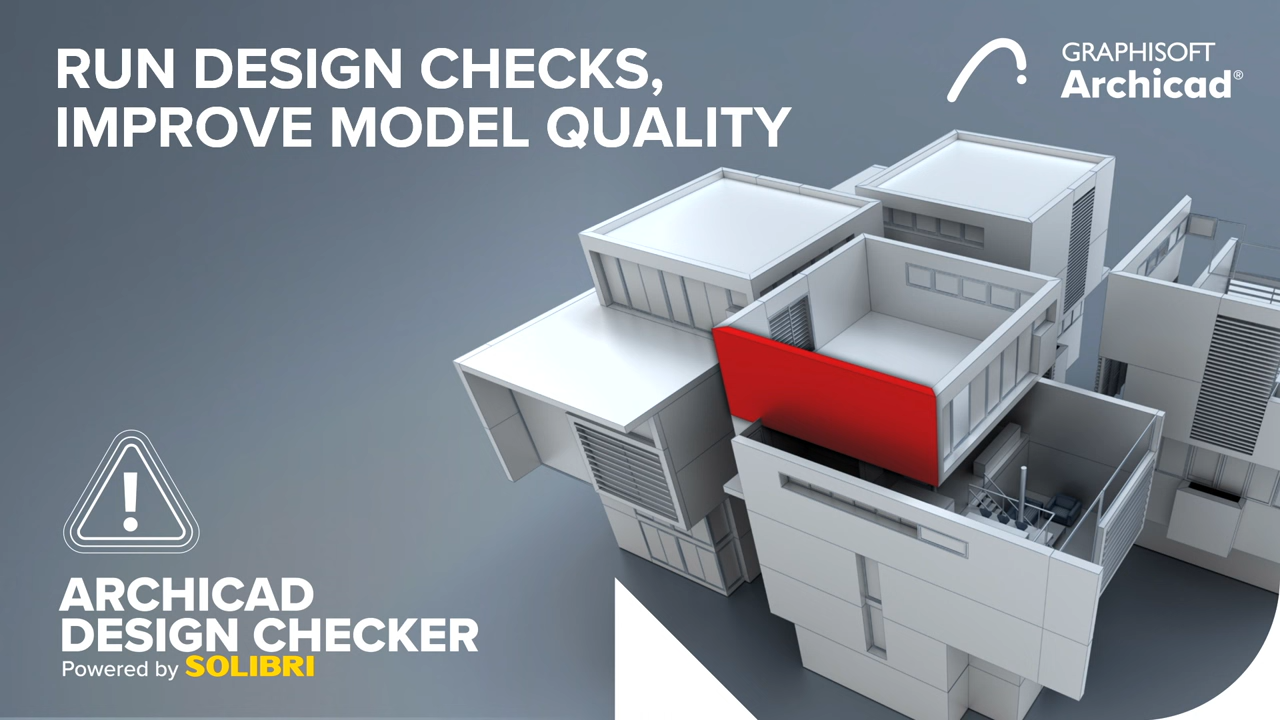 RUN DESIGN CHECKS,
IMPROVE MODEL QUALITY
GRAPHISOFT
Archicad®
!
ARCHICAD
DESIGN CHECKER
Powered by SOLIBRI